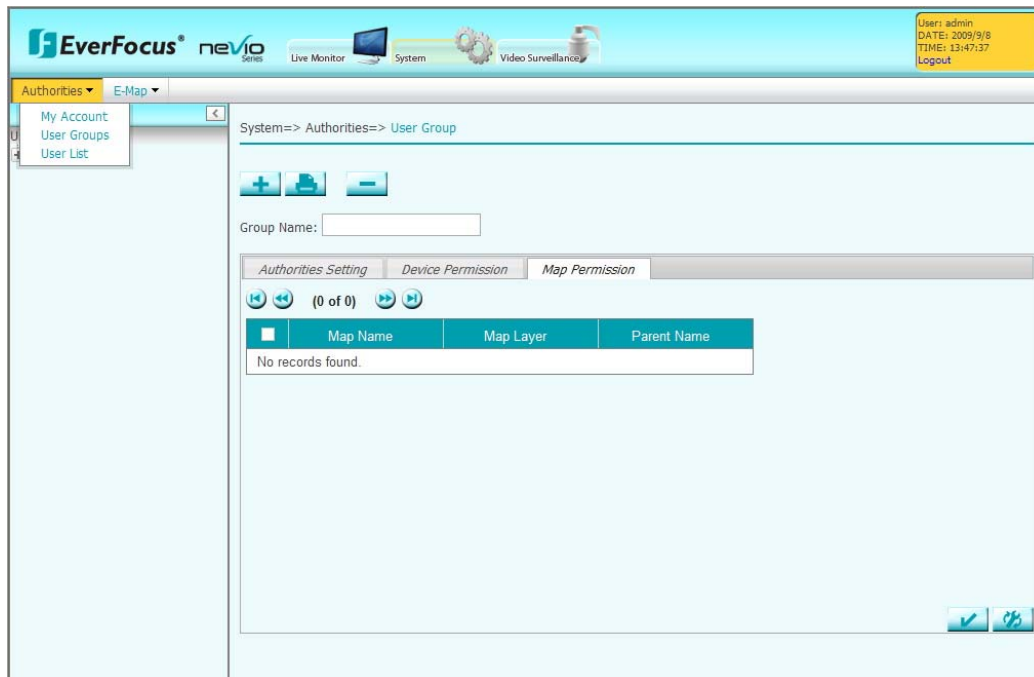 EverFocus® nevio
Series
Live Monitor
System
Video Surveillance
User: admin
DATE: 2009/9/8
TIME: 13:47:37
Logout
Authorities
E-Map
My Account
User Groups
User List
U
System=> Authorities=> User Group
Group Name:
Authorities Setting
Device Permission
Map Permission
(0 of 0)
Map Name
Map Layer
Parent Name
No records found.